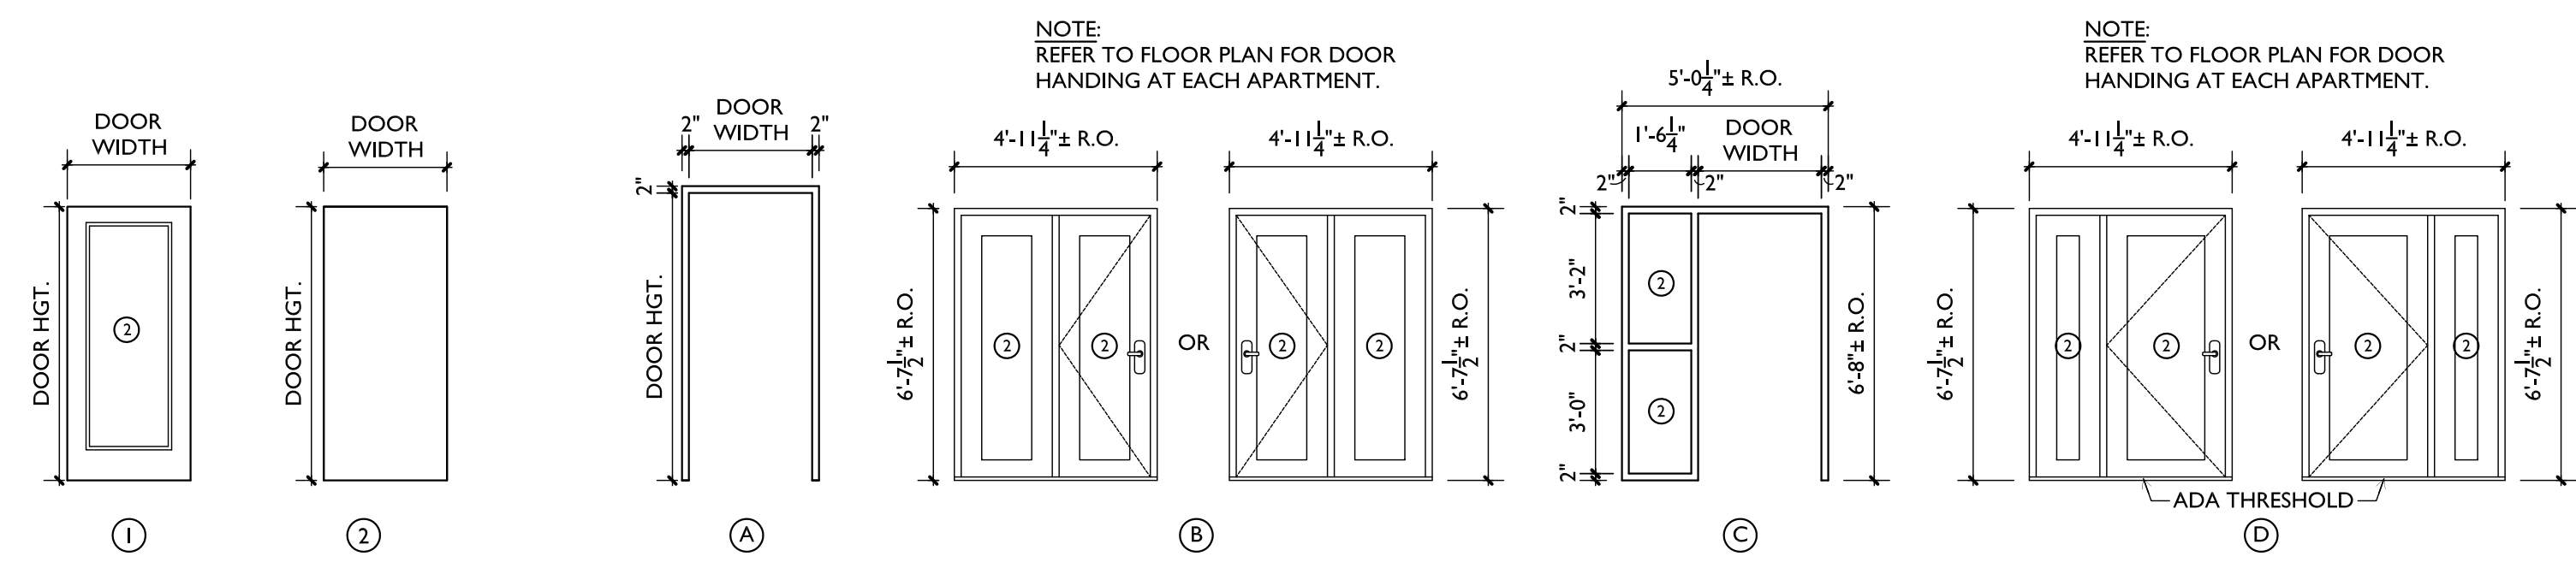 DOOR
WIDTH
DOOR HGT.
2
1
DOOR
WIDTH
DOOR HGT.
2
DOOR
WIDTH
2"
2"
2"
DOOR HGT.
A
NOTE:
REFER TO FLOOR PLAN FOR DOOR
HANDING AT EACH APARTMENT.
4'-11 1/4"± R.O.
4'-11 1/4"± R.O.
6'-7 1/2"± R.O.
2
2
OR
2
2
6'-7 1/2"± R.O.
B
5'-0 1/4"± R.O.
1'-6 1/4"
DOOR
WIDTH
2"
2"
2"
2"
3'-2"
2"
3'-0"
2"
2
2
6'-8"± R.O.
C
NOTE:
REFER TO FLOOR PLAN FOR DOOR
HANDING AT EACH APARTMENT.
4'-11 1/4"± R.O.
4'-11 1/4"± R.O.
6'-7 1/2"± R.O.
2
2
OR
2
2
6'-7 1/2"± R.O.
ADA THRESHOLD
D